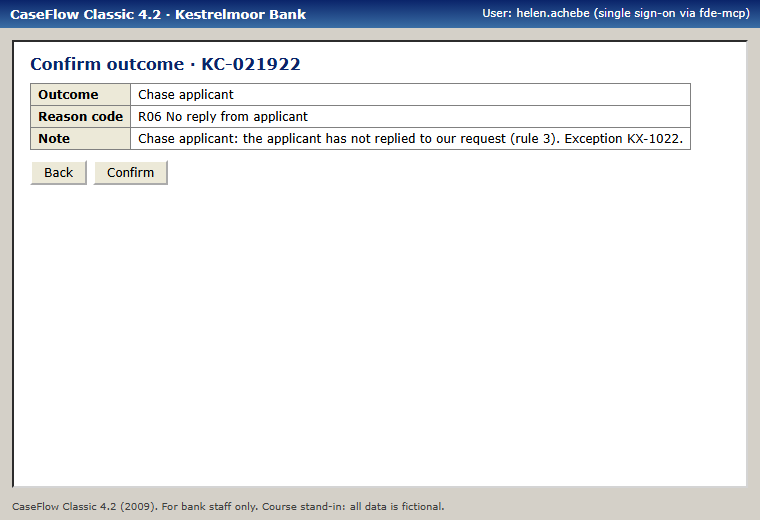 CaseFlow Classic 4.2 · Kestrelmoor Bank
User: helen.achebe (single sign-on via fde-mcp)
Confirm outcome · KC-021922
Outcome Chase applicant
Reason code R06 No reply from applicant
Note Chase applicant: the applicant has not replied to our request (rule 3). Exception KX-1022.
Back Confirm
CaseFlow Classic 4.2 (2009). For bank staff only. Course stand-in: all data is fictional.